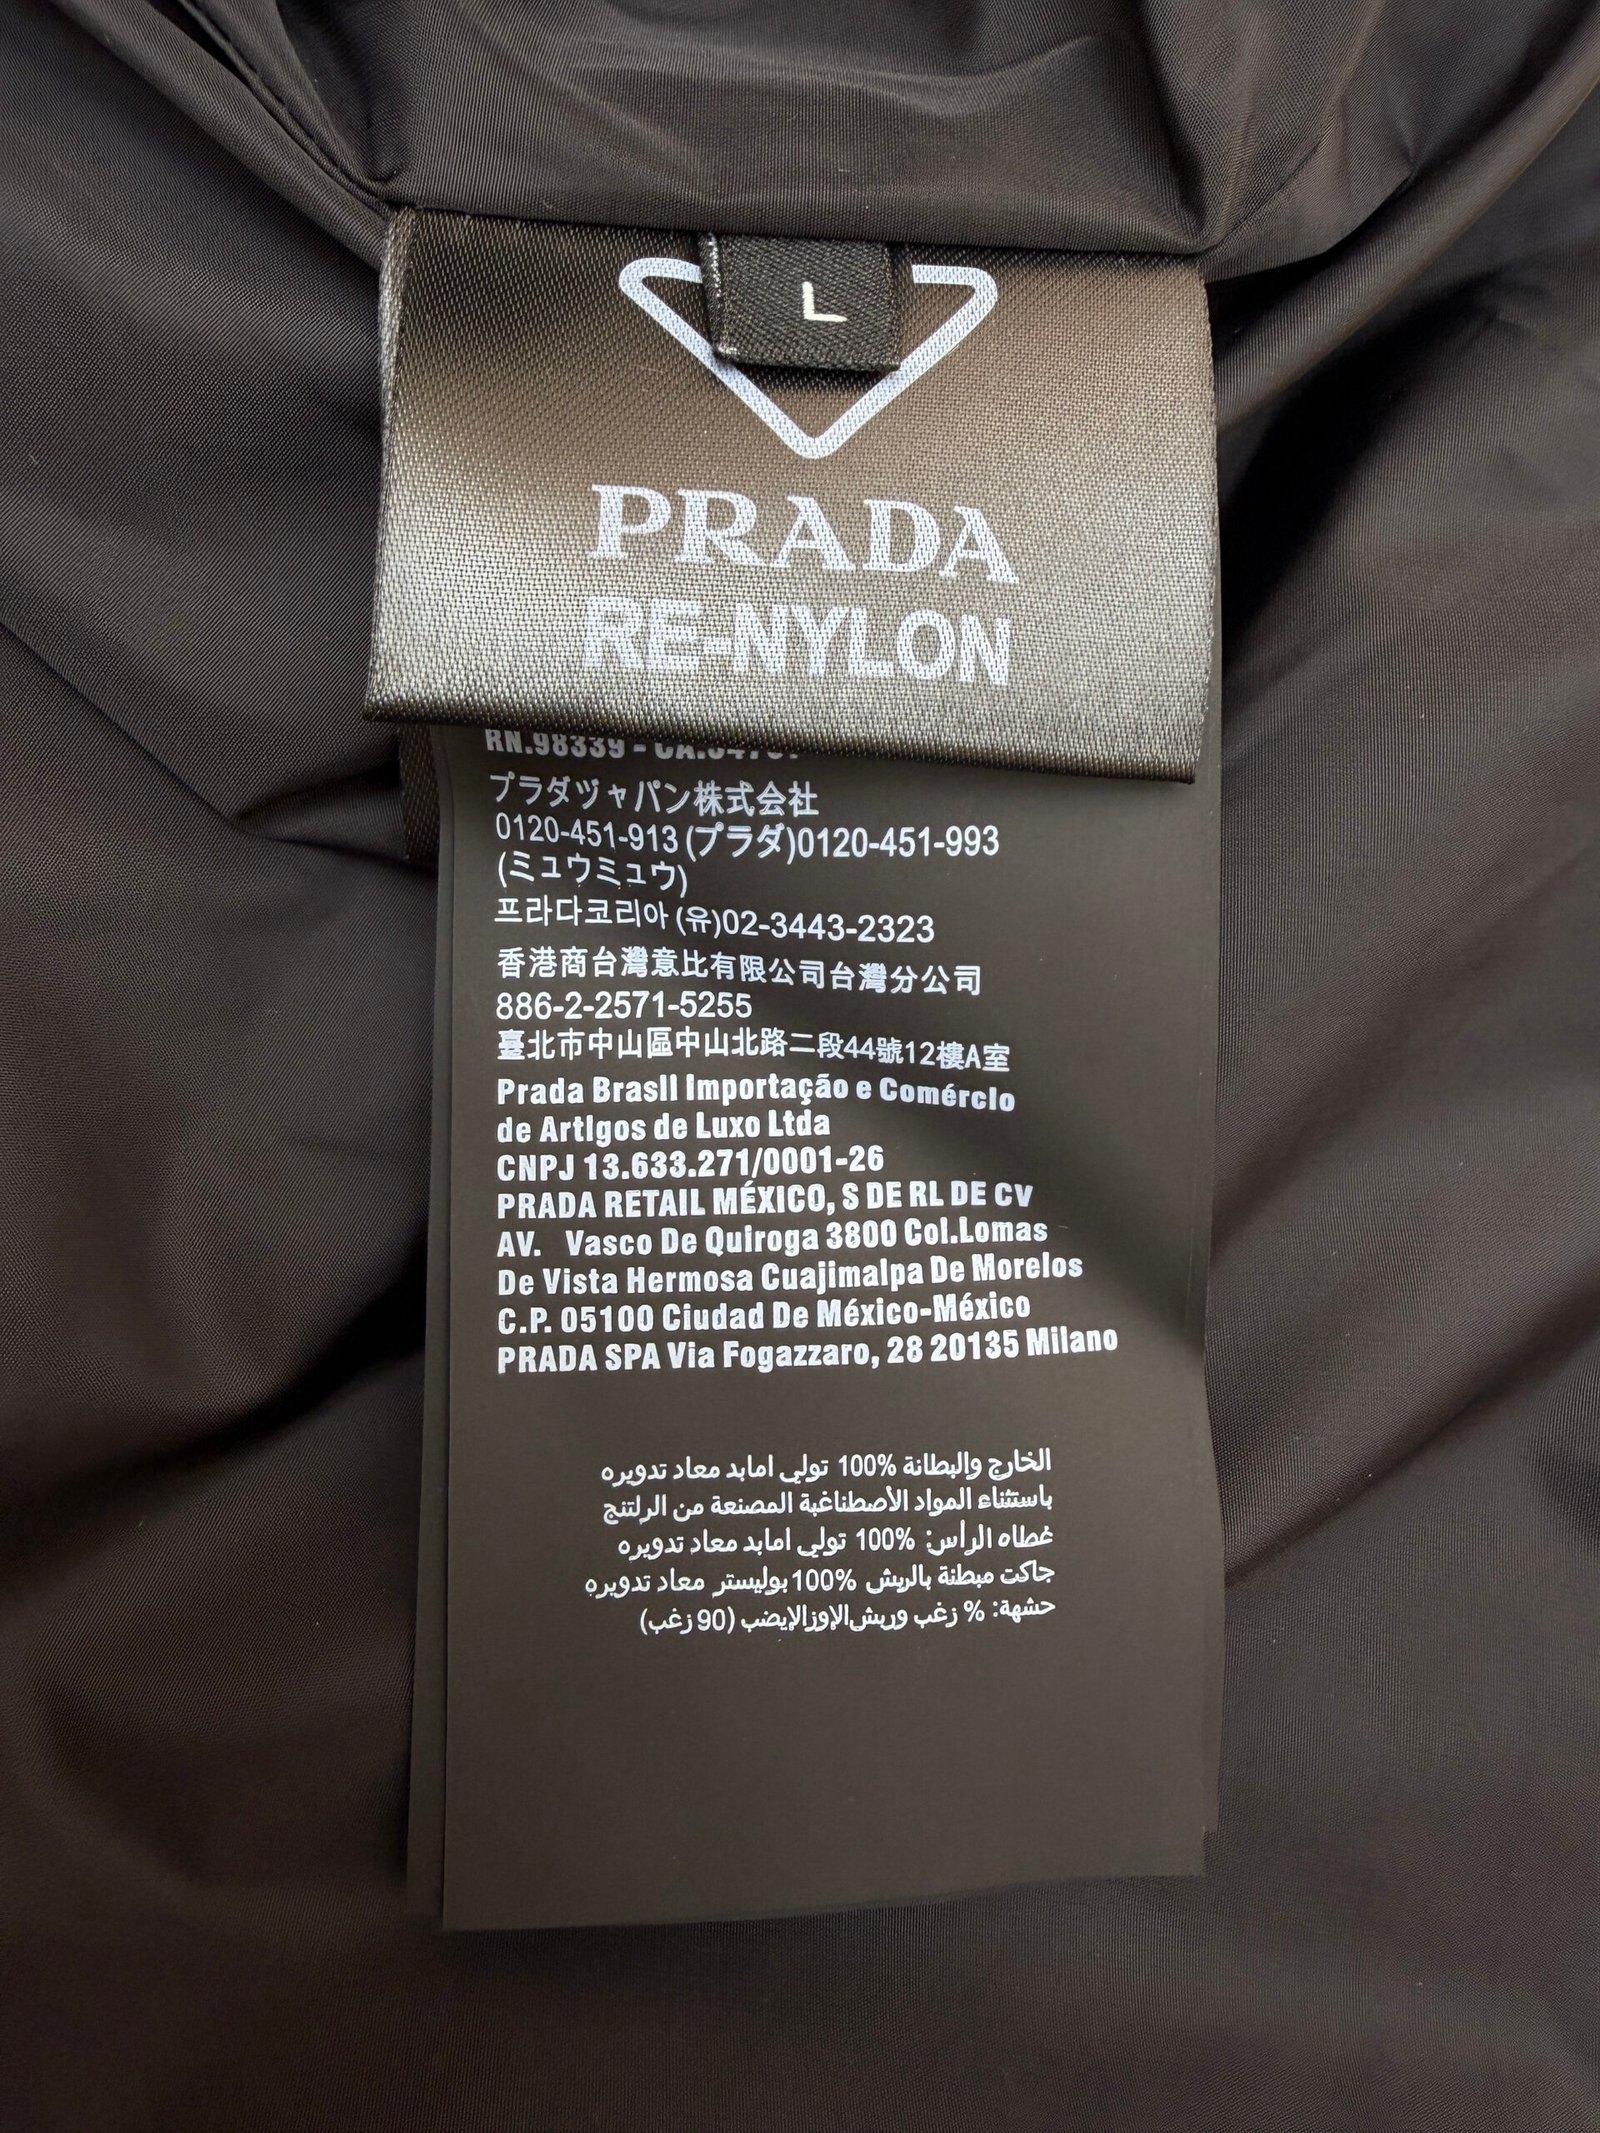 L
PRADA
RE-NYLON
RN.98339 - CA.
プラダヅャパン株式会社
0120-451-913 (プラダ)0120-451-993
(ミュウミュウ)
프라다코리아 (유)02-3443-2323
香港商台灣意比有限公司台灣分公司
886-2-2571-5255
臺北市中山區中山北路二段44號12樓A室
Prada BrasIl Importação e ComércIo
de ArtIgos de Luxo Ltda
CNPJ 13.633.271/0001-26
PRADA RETAIL MÉXICO, S DE RL DE CV
AV. Vasco De Quiroga 3800 Col.Lomas
De Vista Hermosa Cuajimalpa De Morelos
C.P. 05100 Ciudad De México-México
PRADA SPA Via Fogazzaro, 28 20135 Milano
الخارج والبطانة 100% تولي امابد معاد تدويره
باستثناء المواد الأصطناغبة المصنعة من الرلتنج
غطاه الرأس: 100% تولي امابد معاد تدويره
جاكت مبطنة بالريش 100%بوليستر معاد تدويره
حشهة: % زغب وريش الاوزالإيضب (90 زغب)